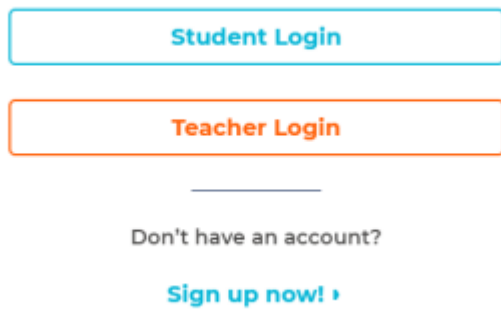 Student Login
Teacher Login
Don't have an account?
Sign up now!